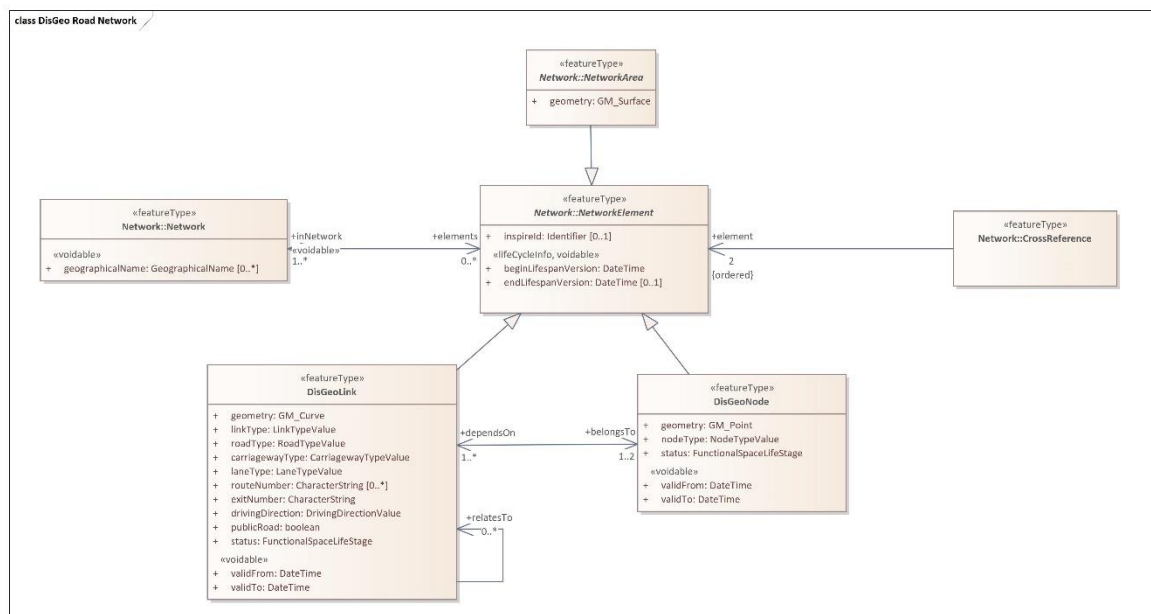 class DisGeo Road Network
«featureType»
Network::NetworkArea
+ geometry: GM_Surface
«featureType»
Network::Network
«voidable»
+ geographicalName: GeographicalName [0..*]
+inNetwork
«voidable»
1..*
+elements
0..*
«featureType»
Network::NetworkElement
+ inspireId: Identifier [0..1]
«lifeCycleInfo, voidable»
+ beginLifespanVersion: DateTime
+ endLifespanVersion: DateTime [0..1]
+element
2
{ordered}
«featureType»
Network::CrossReference
«featureType»
DisGeoLink
+ geometry: GM_Curve
+ linkType: LinkTypeValue
+ roadType: RoadTypeValue
+ carriagewayType: CarriagewayTypeValue
+ laneType: LaneTypeValue
+ routeNumber: CharacterString [0..*]
+ exitNumber: CharacterString
+ drivingDirection: DrivingDirectionValue
+ publicRoad: boolean
+ status: FunctionalSpaceLifeStage
«voidable»
+ validFrom: DateTime
+ validTo: DateTime
+dependsOn
1..*
+belongsTo
1..2
+relatesTo
0..*
«featureType»
DisGeoNode
+ geometry: GM_Point
+ nodeType: NodeTypeValue
+ status: FunctionalSpaceLifeStage
«voidable»
+ validFrom: DateTime
+ validTo: DateTime